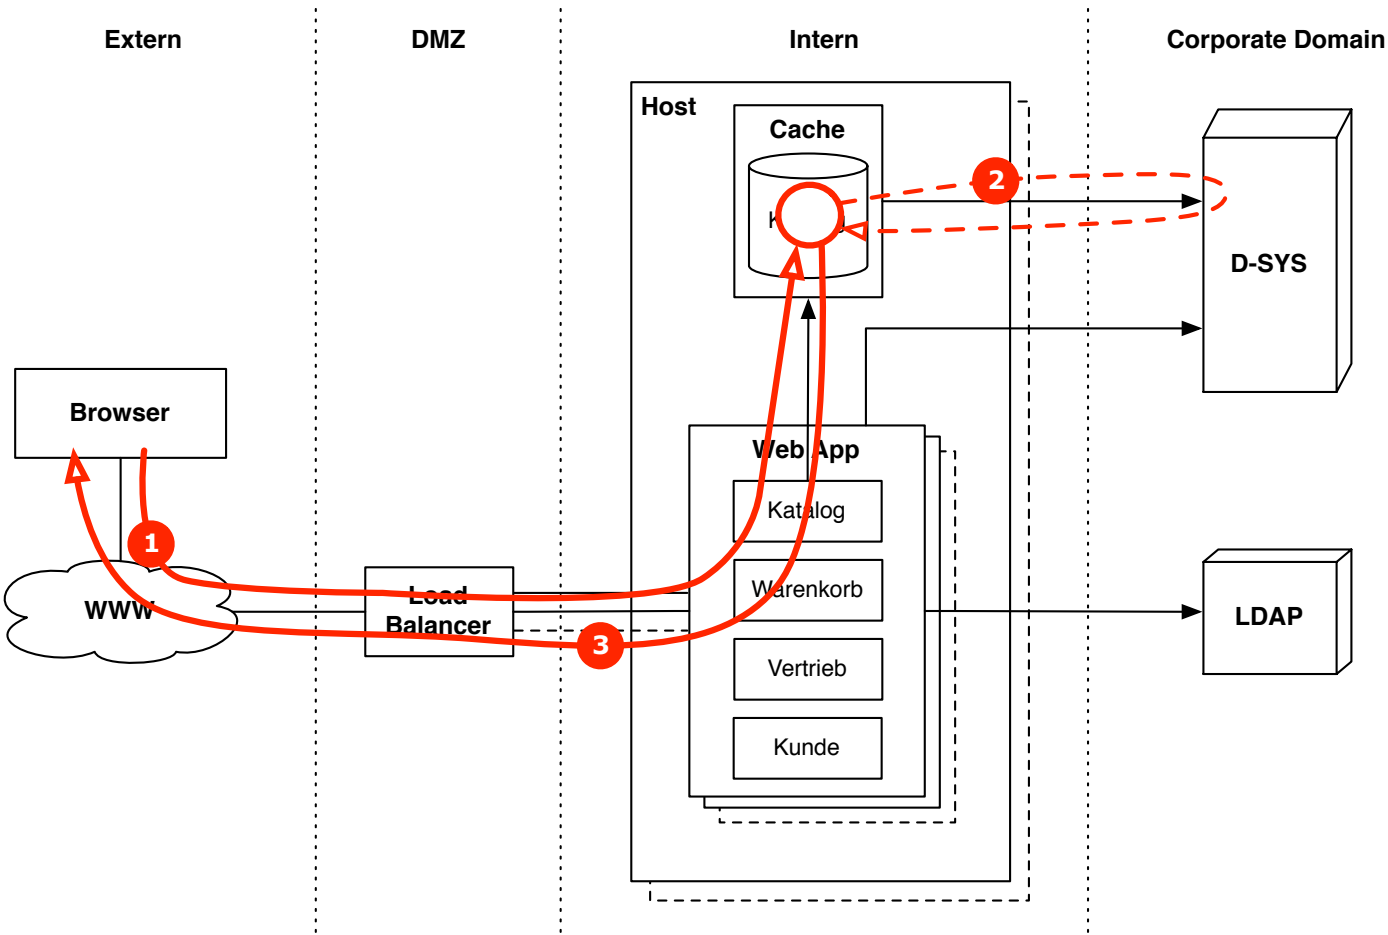 Extern
DMZ
Intern
Corporate Domain
Host
Cache
2
D-SYS
Browser
Web App
Katalog
1
Warenkorb
WWW
Load
Balancer
LDAP
3
Vertrieb
Kunde